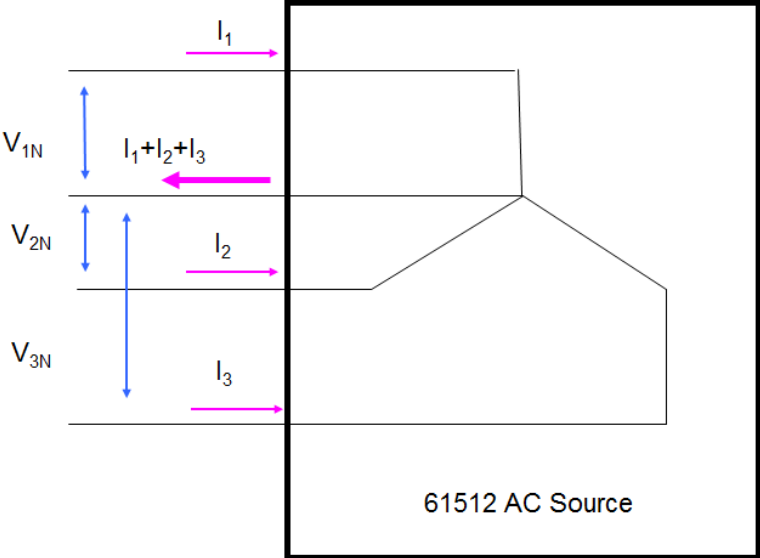 I₁
V₁N
I₁+I₂+I₃
V₂N
I₂
V₃N
I₃
61512 AC Source